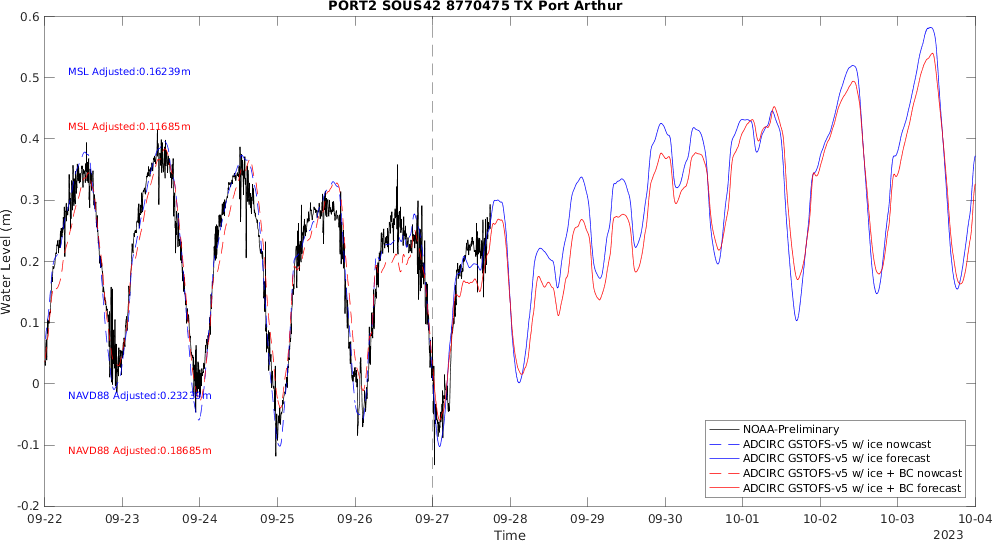 PORT2 SOUS42 8770475 TX Port Arthur
0.6
0.5
0.4
0.3
0.2
0.1
0
-0.1
-0.2
Water Level (m)
MSL Adjusted:0.16239m
MSL Adjusted:0.11685m
NAVD88 Adjusted:0.23239m
NAVD88 Adjusted:0.18685m
NOAA-Preliminary
ADCIRC GSTOFS-v5 w/ ice nowcast
ADCIRC GSTOFS-v5 w/ ice forecast
ADCIRC GSTOFS-v5 w/ ice + BC nowcast
ADCIRC GSTOFS-v5 w/ ice + BC forecast
09-22 09-23 09-24 09-25 09-26 09-27 09-28 09-29 09-30 10-01 10-02 10-03 10-04
Time
2023